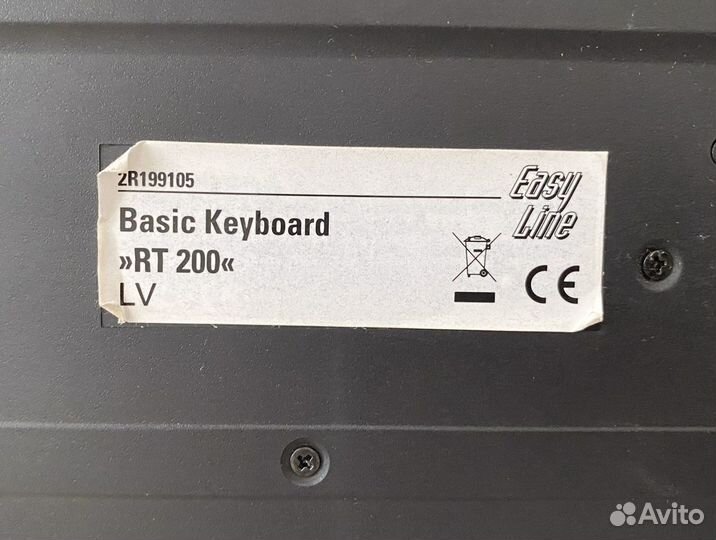 2R199105
Easy
Line
Basic Keyboard
»RT 200«
LV
CE
Avito